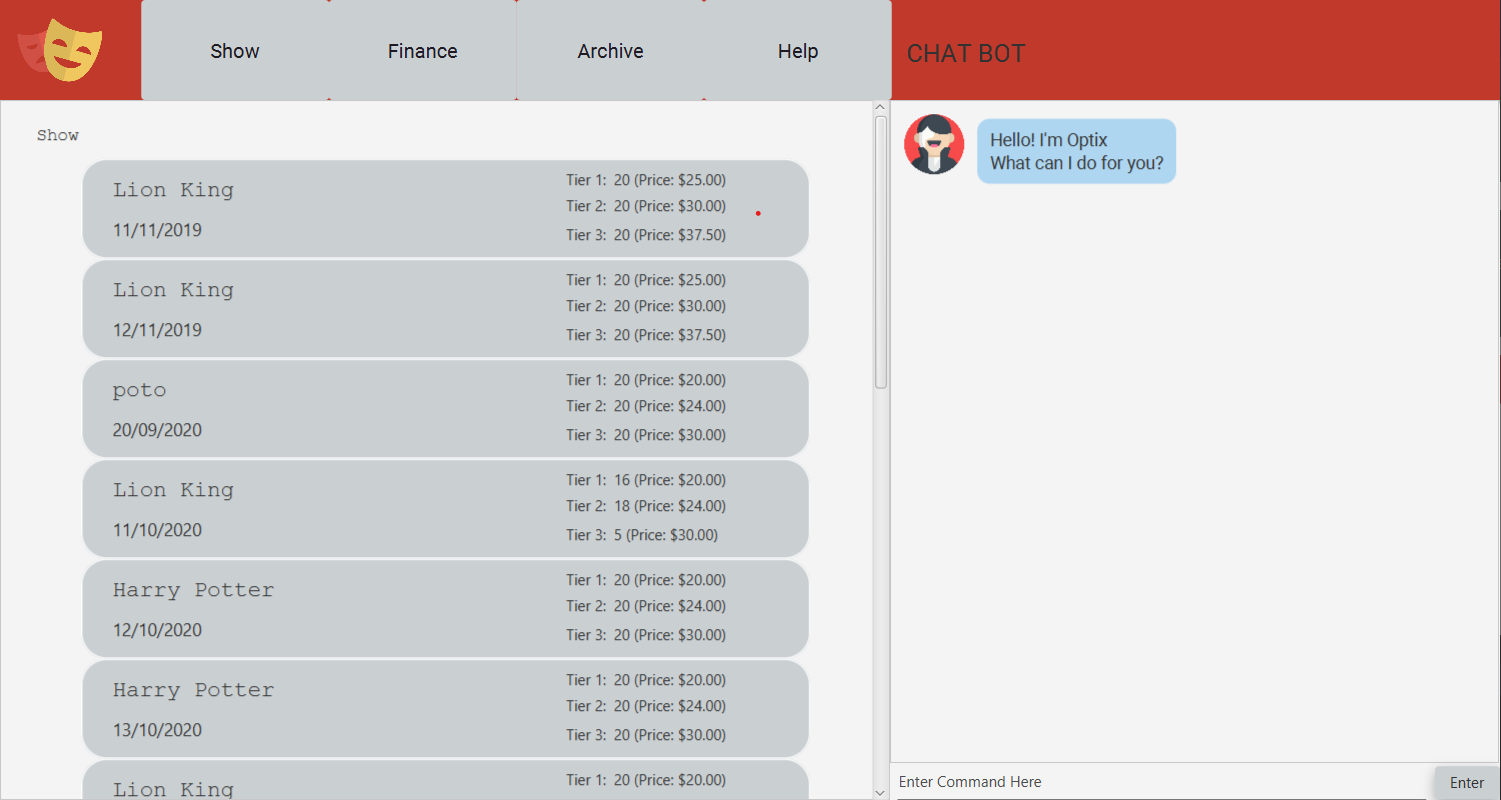 Show Finance Archive Help CHAT BOT
Show
Lion King
11/11/2019
Tier 1: 20 (Price: $25.00)
Tier 2: 20 (Price: $30.00)
Tier 3: 20 (Price: $37.50)
Lion King
12/11/2019
Tier 1: 20 (Price: $25.00)
Tier 2: 20 (Price: $30.00)
Tier 3: 20 (Price: $37.50)
poto
20/09/2020
Tier 1: 20 (Price: $20.00)
Tier 2: 20 (Price: $24.00)
Tier 3: 20 (Price: $30.00)
Lion King
11/10/2020
Tier 1: 16 (Price: $20.00)
Tier 2: 18 (Price: $24.00)
Tier 3: 5 (Price: $30.00)
Harry Potter
12/10/2020
Tier 1: 20 (Price: $20.00)
Tier 2: 20 (Price: $24.00)
Tier 3: 20 (Price: $30.00)
Harry Potter
13/10/2020
Tier 1: 20 (Price: $20.00)
Tier 2: 20 (Price: $24.00)
Tier 3: 20 (Price: $30.00)
Lion King
Tier 1: 20 (Price: $20.00)
Hello! I'm Optix
What can I do for you?
Enter Command Here
Enter